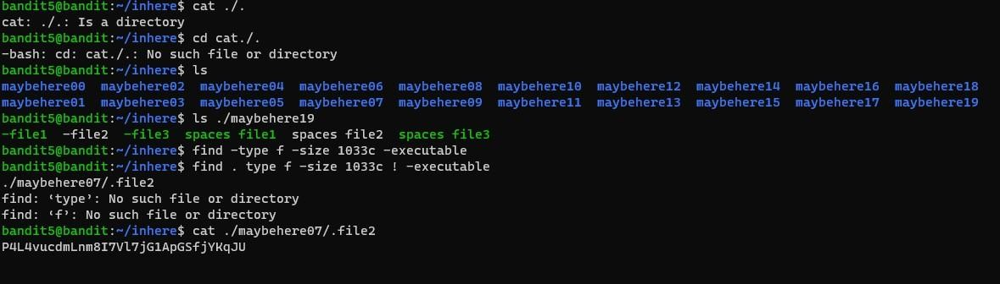 bandit5@bandit:~/inhere$ cat ./.
cat: ./.: Is a directory
bandit5@bandit:~/inhere$ cd cat./.
-bash: cd: cat./.: No such file or directory
bandit5@bandit:~/inhere$ ls
maybehere00  maybehere02  maybehere04  maybehere06  maybehere08  maybehere10  maybehere12  maybehere14  maybehere16  maybehere18
maybehere01  maybehere03  maybehere05  maybehere07  maybehere09  maybehere11  maybehere13  maybehere15  maybehere17  maybehere19
bandit5@bandit:~/inhere$ ls ./maybehere19
-file1  -file2  -file3  spaces file1  spaces file2  spaces file3
bandit5@bandit:~/inhere$ find -type f -size 1033c -executable
bandit5@bandit:~/inhere$ find . type f -size 1033c ! -executable
./maybehere07/.file2
find: ‘type’: No such file or directory
find: ‘f’: No such file or directory
bandit5@bandit:~/inhere$ cat ./maybehere07/.file2
P4L4vucdmLnm8I7Vl7jG1ApGSfjYKqJU